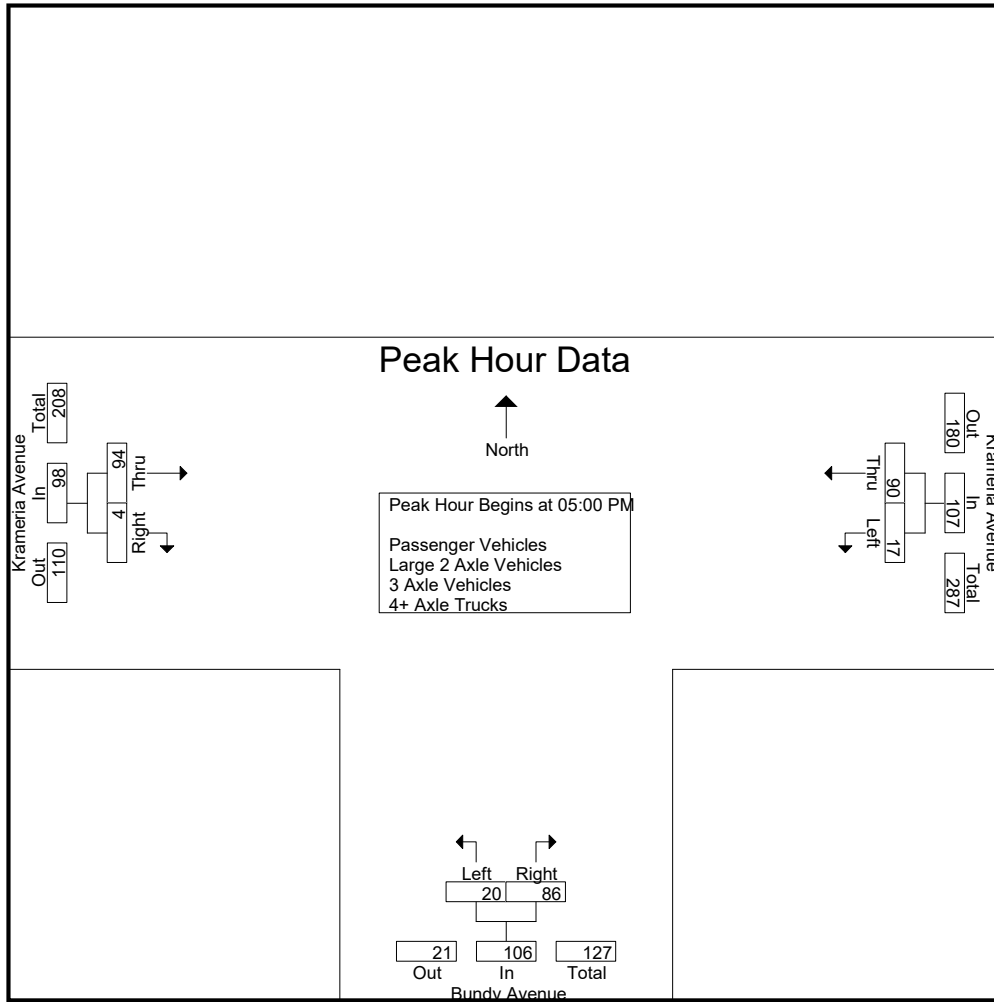 Peak Hour Data
North
Peak Hour Begins at 05:00 PM
Passenger Vehicles
Large 2 Axle Vehicles
3 Axle Vehicles
4+ Axle Trucks
Krameria Avenue
Out In Total
110 98 208
4 94
Right Thru
Krameria Avenue
Out In Total
180 107 287
90 17
Thru Left
Left Right
20 86
21 106 127
Out In Total
Bundy Avenue